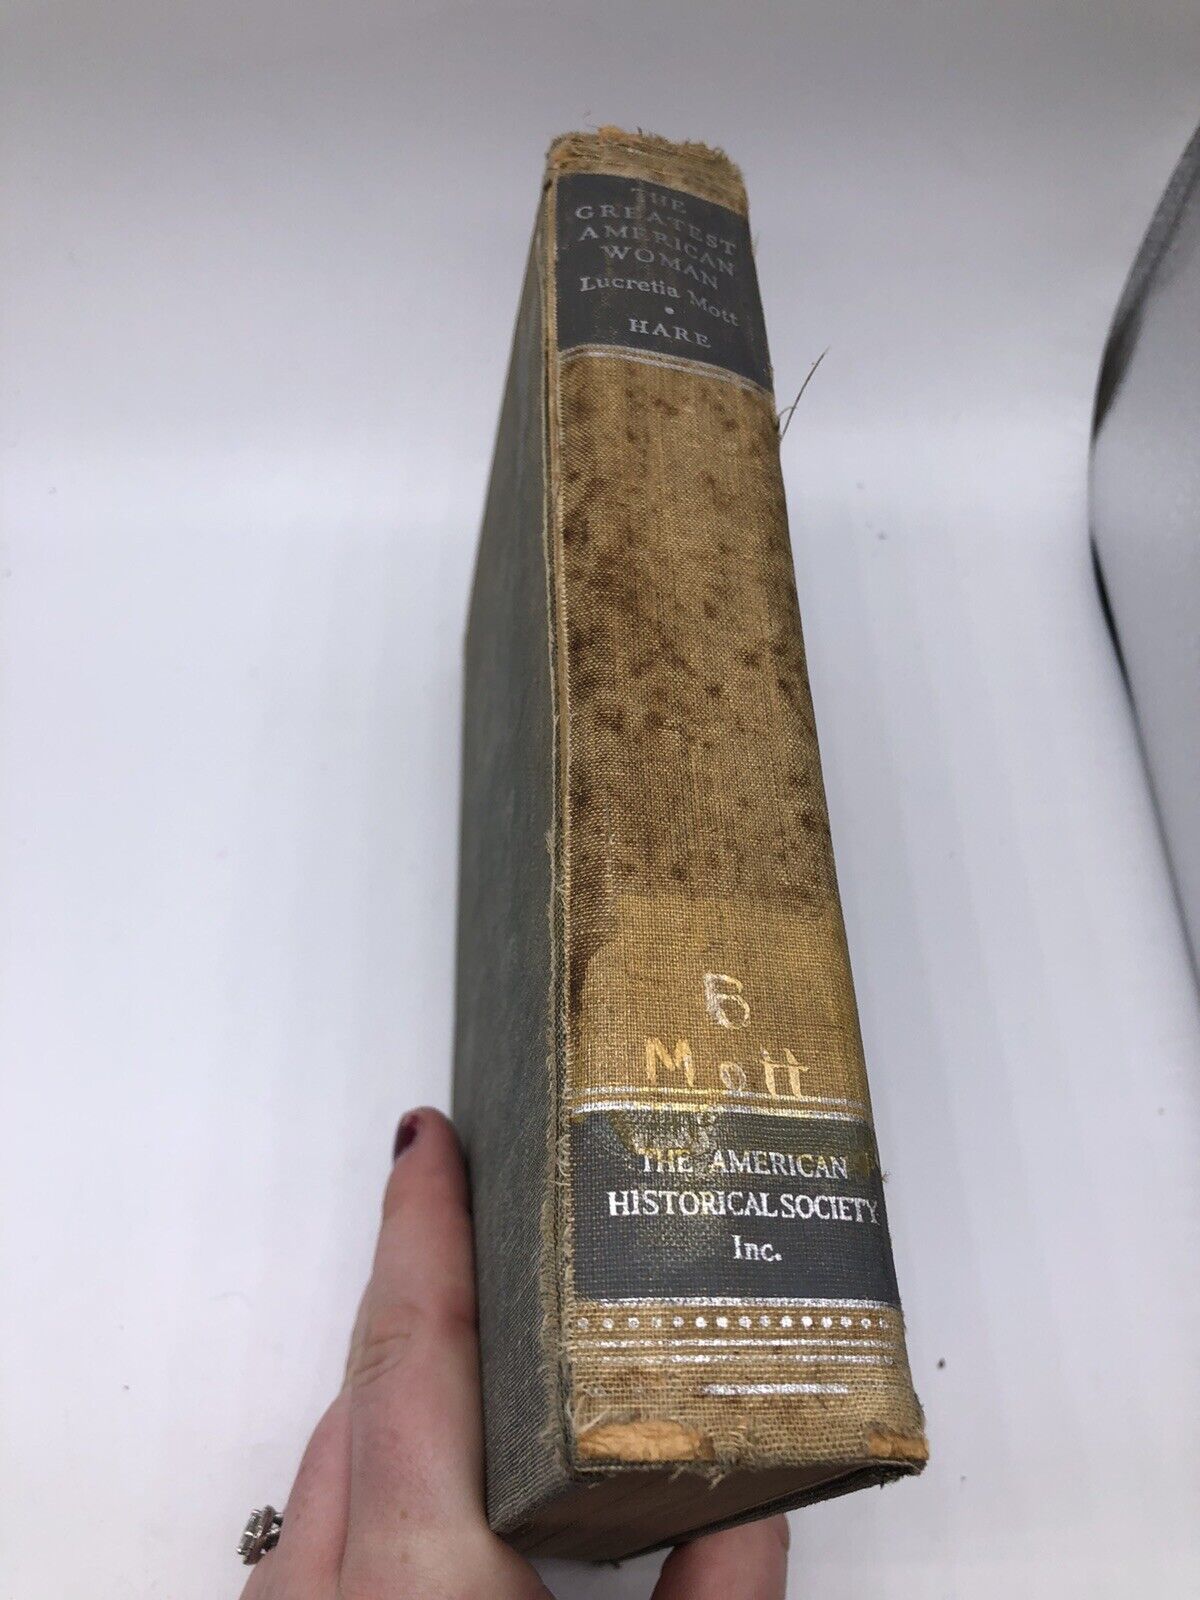 THE
GREATEST
AMERICAN
WOMAN
Lucretia Mott
•
HARE
B
Mott
THE AMERICAN
HISTORICAL SOCIETY
Inc.